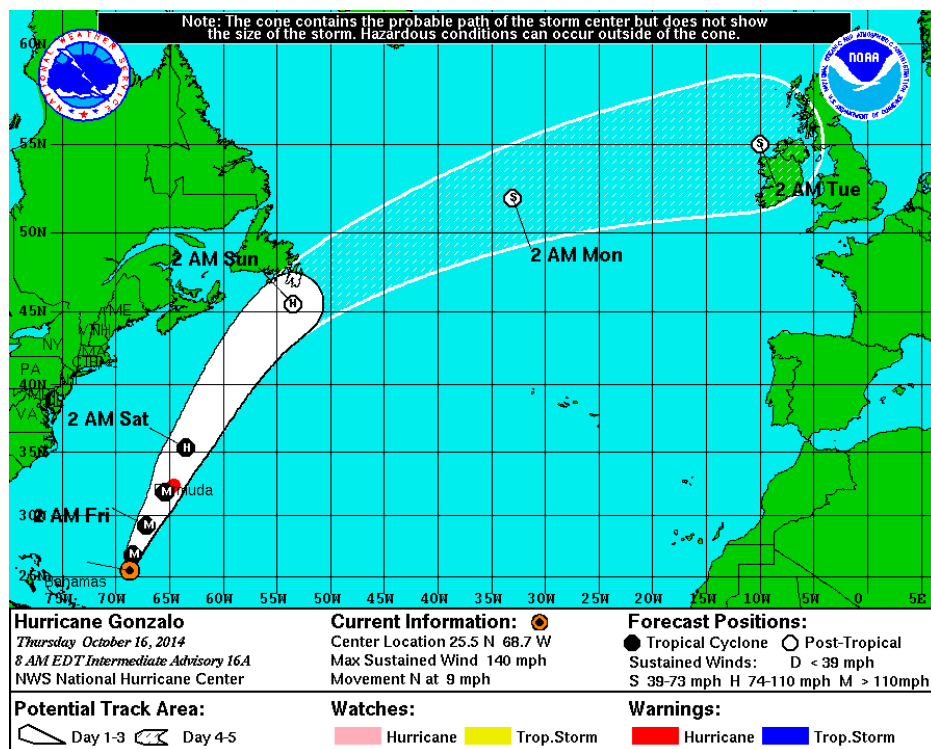 Note: The cone contains the probable path of the storm center but does not show
the size of the storm. Hazardous conditions can occur outside of the cone.
NATIONAL WEATHER SERVICE
NOAA
60N
55N
2 AM Tue
50N
2 AM Sun
2 AM Mon
45N
ME
VT NH
NY
MA
PA
40N
VA
2 AM Sat
35N
Bermuda
30N
2 AM Fri
25N
Bahamas
75W 70W 65W 60W 55W 50W 45W 40W 35W 30W 25W 20W 15W 10W 5W 0 5E
S
S
H
H
M
M
M
Hurricane Gonzalo
Thursday October 16, 2014
8 AM EDT Intermediate Advisory 16A
NWS National Hurricane Center
Current Information:
Center Location 25.5 N 68.7 W
Max Sustained Wind 140 mph
Movement N at 9 mph
Forecast Positions:
Tropical Cyclone Post-Tropical
Sustained Winds: D < 39 mph
S 39-73 mph H 74-110 mph M > 110mph
Potential Track Area:
Day 1-3 Day 4-5
Watches:
Hurricane Trop.Storm
Warnings:
Hurricane Trop.Storm